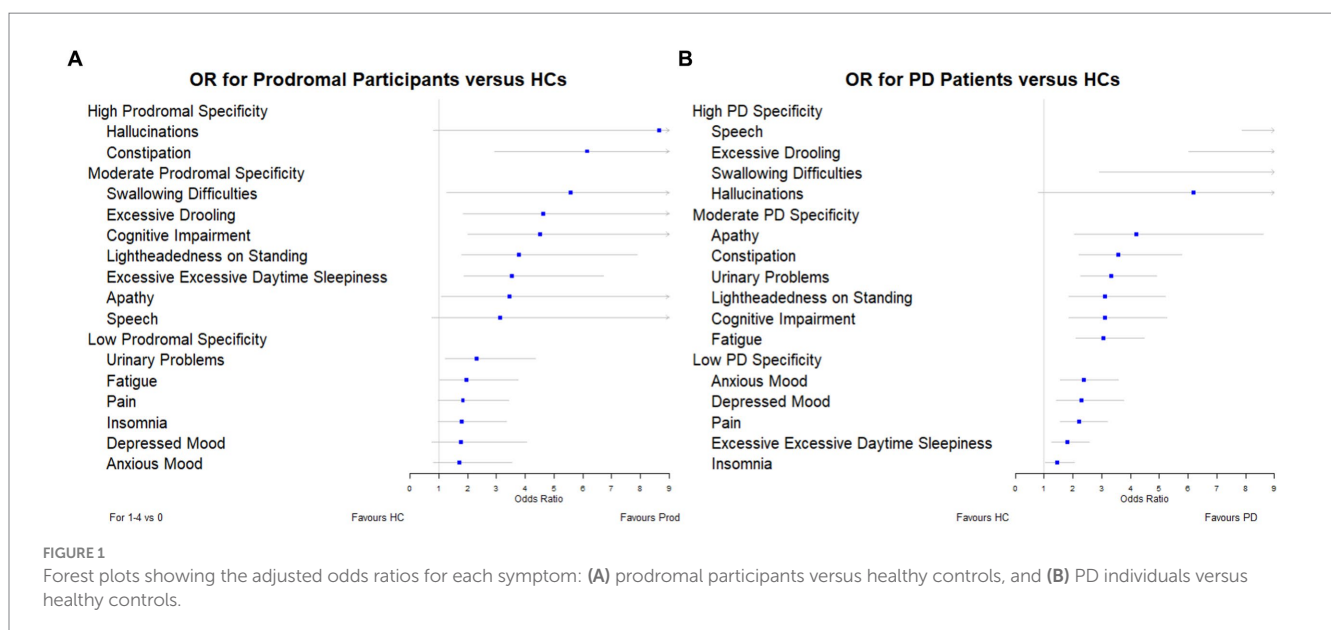 A
OR for Prodromal Participants versus HCs
High Prodromal Specificity
Hallucinations
Constipation
Moderate Prodromal Specificity
Swallowing Difficulties
Excessive Drooling
Cognitive Impairment
Lightheadedness on Standing
Excessive Excessive Daytime Sleepiness
Apathy
Speech
Low Prodromal Specificity
Urinary Problems
Fatigue
Pain
Insomnia
Depressed Mood
Anxious Mood
0 1 2 3 4 5 6 7 8 9
Odds Ratio
For 1-4 vs 0 Favours HC Favours Prod
B
OR for PD Patients versus HCs
High PD Specificity
Speech
Excessive Drooling
Swallowing Difficulties
Hallucinations
Moderate PD Specificity
Apathy
Constipation
Urinary Problems
Lightheadedness on Standing
Cognitive Impairment
Fatigue
Low PD Specificity
Anxious Mood
Depressed Mood
Pain
Excessive Excessive Daytime Sleepiness
Insomnia
0 1 2 3 4 5 6 7 8 9
Odds Ratio
Favours HC Favours PD
FIGURE 1
Forest plots showing the adjusted odds ratios for each symptom: (A) prodromal participants versus healthy controls, and (B) PD individuals versus
healthy controls.